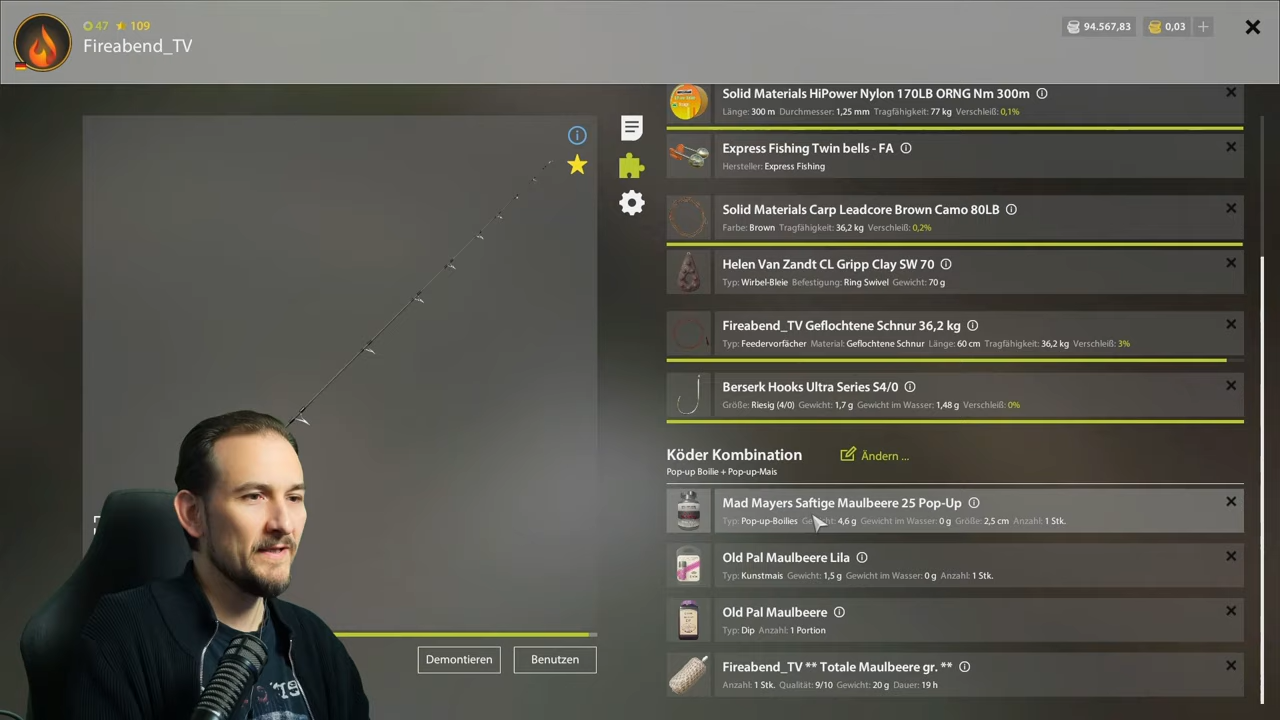 47 109
Fireabend_TV
94.567,83
0,03
Solid Materials HiPower Nylon 170LB ORNG Nm 300m
Länge: 300 m Durchmesser: 1,25 mm Tragfähigkeit: 77 kg Verschleiß: 0,1%
Express Fishing Twin bells - FA
Hersteller: Express Fishing
Solid Materials Carp Leadcore Brown Camo 80LB
Farbe: Brown Tragfähigkeit: 36,2 kg Verschleiß: 0,2%
Helen Van Zandt CL Gripp Clay SW 70
Typ: Wirbel-Bleie Befestigung: Ring Swivel Gewicht: 70 g
Fireabend_TV Geflochtene Schnur 36,2 kg
Typ: Feedervorfächer Material: Geflochtene Schnur Länge: 60 cm Tragfähigkeit: 36,2 kg Verschleiß: 3%
Berserk Hooks Ultra Series S4/0
Größe: Riesig (4/0) Gewicht: 1,7 g Gewicht im Wasser: 1,48 g Verschleiß: 0%
Köder Kombination
Ändern ...
Pop-up Boilie + Pop-up-Mais
Mad Mayers Saftige Maulbeere 25 Pop-Up
Typ: Pop-up-Boilies Gewicht: 4,6 g Gewicht im Wasser: 0 g Größe: 2,5 cm Anzahl: 1 Stk.
Old Pal Maulbeere Lila
Typ: Kunstmais Gewicht: 1,5 g Gewicht im Wasser: 0 g Anzahl: 1 Stk.
Old Pal Maulbeere
Typ: Dip Anzahl: 1 Portion
Fireabend_TV ** Totale Maulbeere gr. **
Anzahl: 1 Stk. Qualität: 9/10 Gewicht: 20 g Dauer: 19 h
Demontieren
Benutzen